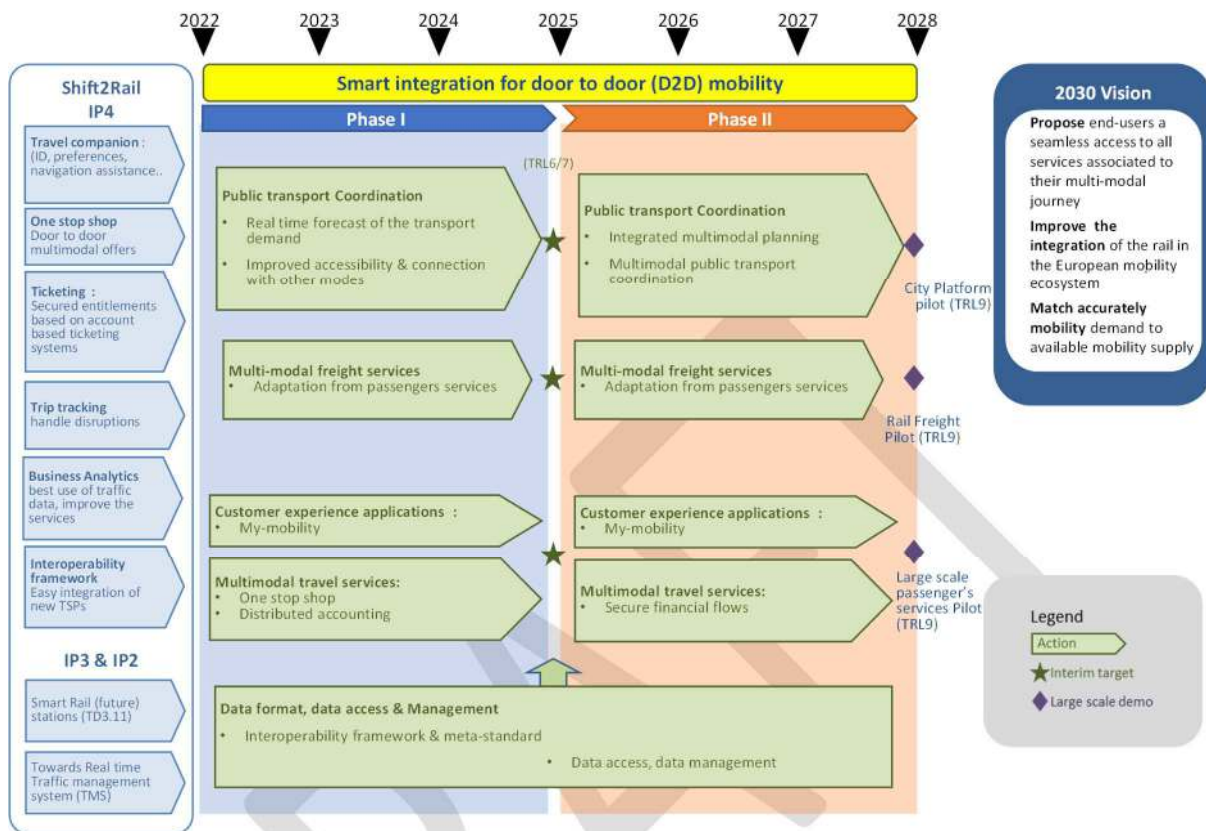 2022
2023
2024
2025
2026
2027
2028
Shift2Rail
IP4
Travel companion :
(ID, preferences,
navigation assistance..
One stop shop
Door to door
multimodal offers
Ticketing :
Secured entitlements
based on account
based ticketing
systems
Trip tracking
handle disruptions
Business Analytics
best use of traffic
data, improve the
services
Interoperability
framework
Easy integration of
new TSPs
IP3 & IP2
Smart Rail (future)
stations (TD3.11)
Towards Real time
Traffic management
system (TMS)
Smart integration for door to door (D2D) mobility
Phase I
Phase II
(TRL6/7)
Public transport Coordination
• Real time forecast of the transport
demand
• Improved accessibility & connection
with other modes
Public transport Coordination
• Integrated multimodal planning
• Multimodal public transport
coordination
City Platform
pilot (TRL9)
Multi-modal freight services
• Adaptation from passengers services
Multi-modal freight services
• Adaptation from passengers services
Rail Freight
Pilot (TRL9)
Customer experience applications :
• My-mobility
Customer experience applications :
• My-mobility
Multimodal travel services:
• One stop shop
• Distributed accounting
Multimodal travel services:
• Secure financial flows
Large scale
passenger's
services Pilot
(TRL9)
Data format, data access & Management
• Interoperability framework & meta-standard
• Data access, data management
2030 Vision
Propose end-users a
seamless access to all
services associated to
their multi-modal
journey
Improve the
integration of the rail in
the European mobility
ecosystem
Match accurately
mobility demand to
available mobility supply
Legend
Action
Interim target
Large scale demo